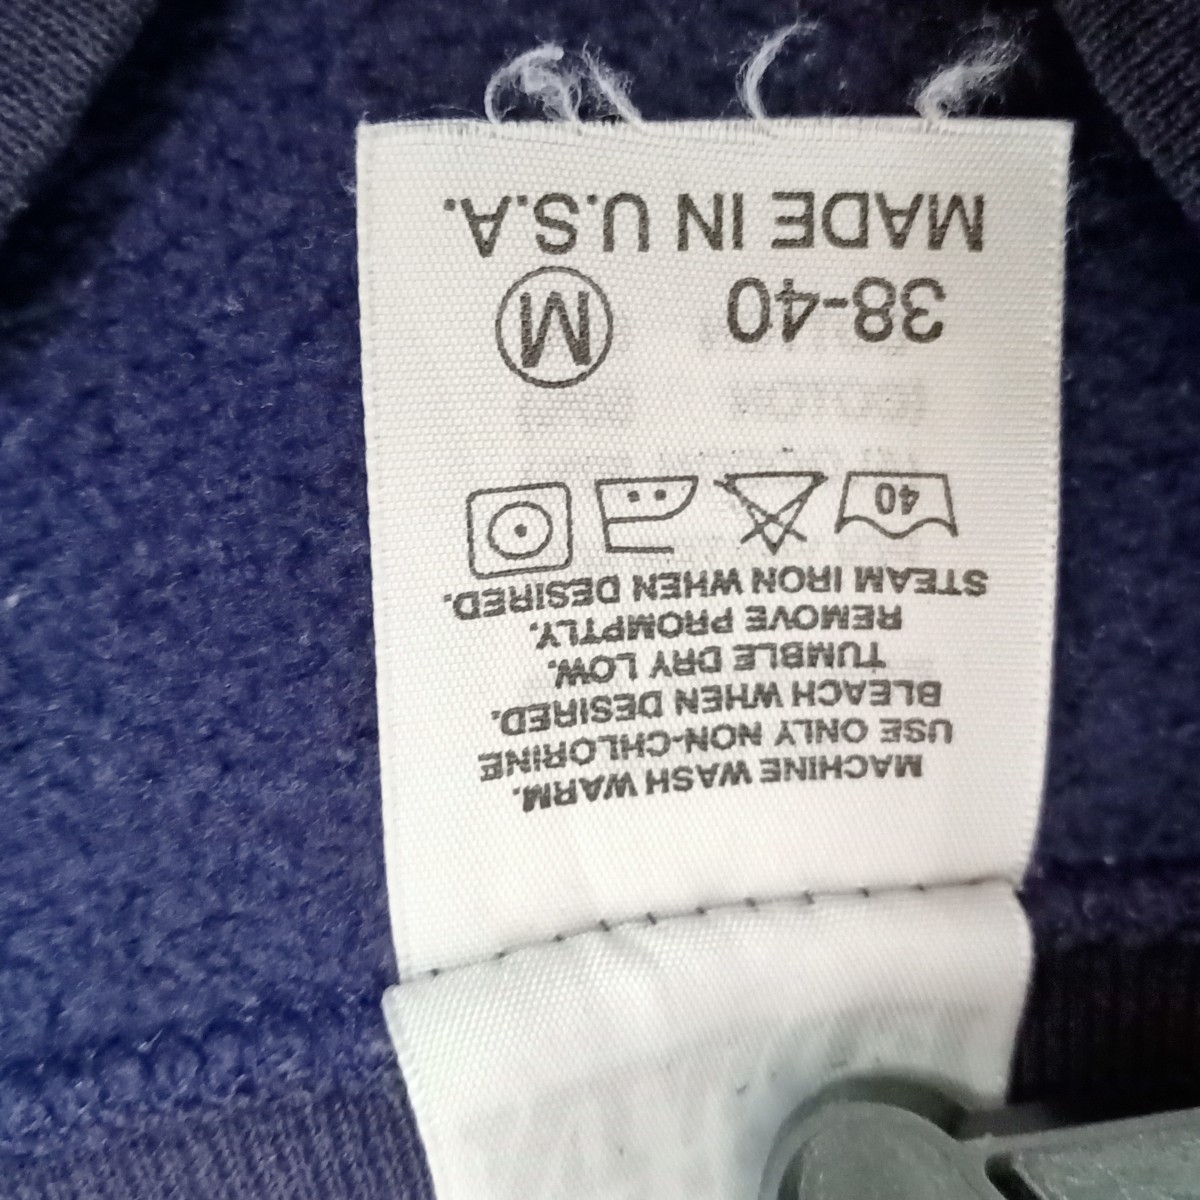 MACHINE WASH WARM.
USE ONLY NON-CHLORINE
BLEACH WHEN DESIRED.
TUMBLE DRY LOW.
REMOVE PROMPTLY.
STEAM IRON WHEN DESIRED.
40
38-40 M
MADE IN U.S.A.